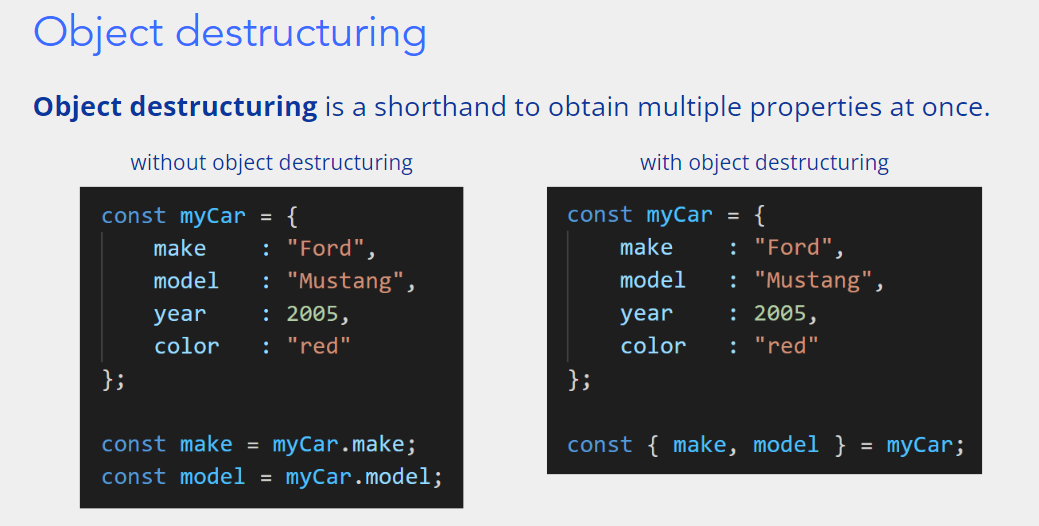 Object destructuring
Object destructuring is a shorthand to obtain multiple properties at once.
without object destructuring
const myCar = {
    make    : "Ford",
    model   : "Mustang",
    year    : 2005,
    color   : "red"
};
const make = myCar.make;
const model = myCar.model;
with object destructuring
const myCar = {
    make    : "Ford",
    model   : "Mustang",
    year    : 2005,
    color   : "red"
};
const { make, model } = myCar;